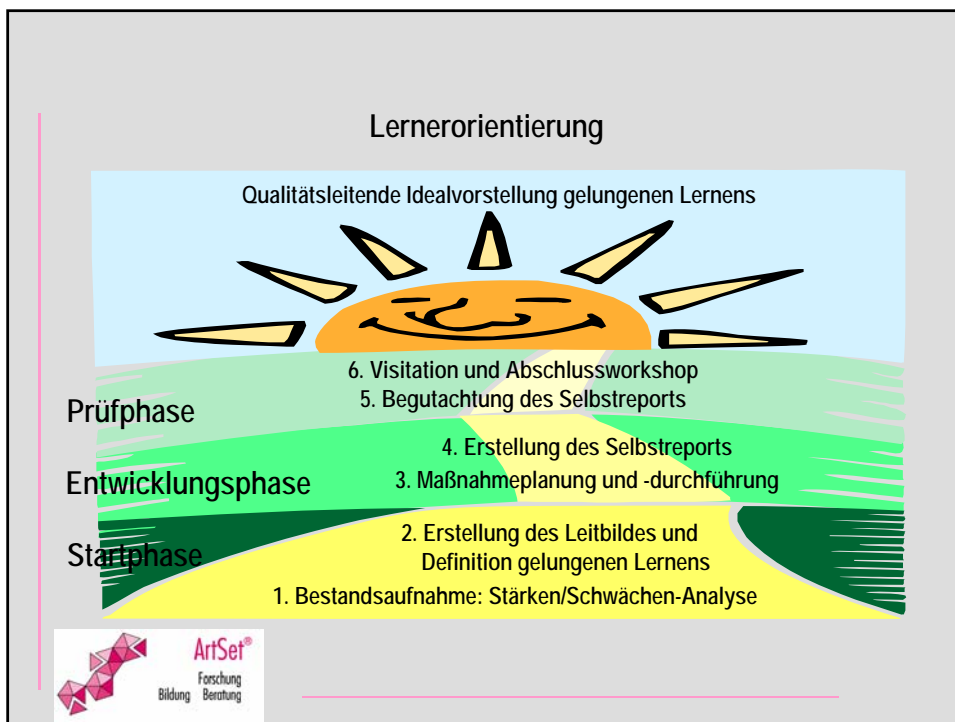 Lernerorientierung
Qualitätsleitende Idealvorstellung gelungenen Lernens
6. Visitation und Abschlussworkshop
5. Begutachtung des Selbstreports
Prüfphase
4. Erstellung des Selbstreports
3. Maßnahmeplanung und -durchführung
Entwicklungsphase
2. Erstellung des Leitbildes und
Definition gelungenen Lernens
Startphase
1. Bestandsaufnahme: Stärken/Schwächen-Analyse
ArtSet®
Forschung
Bildung Beratung